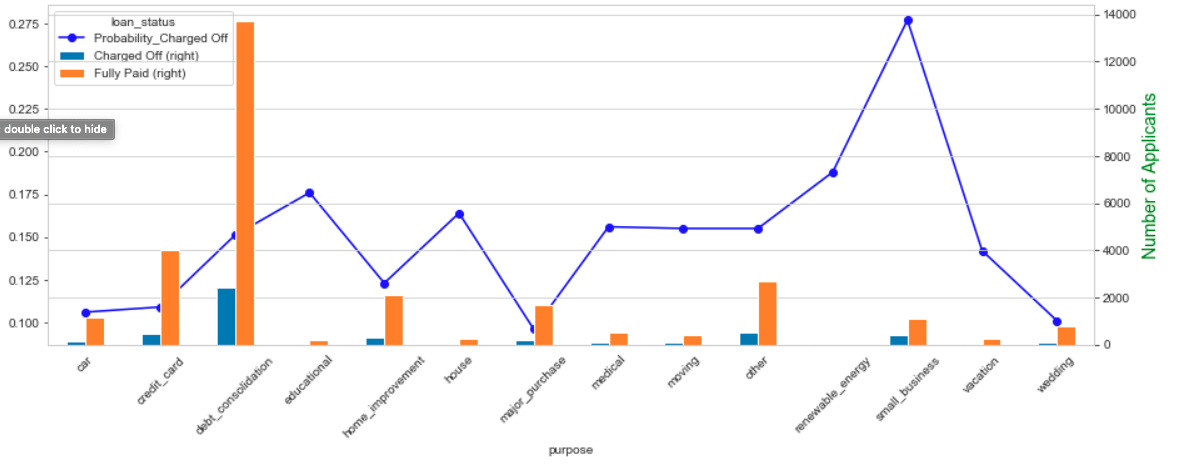 loan_status
Probability_Charged Off
Charged Off (right)
Fully Paid (right)
0.275
0.250
0.225
double click to hide
0.200
0.175
0.150
0.125
0.100
14000
12000
10000
8000
6000
4000
2000
0
Number of Applicants
car
credit_card
debt_consolidation
educational
home_improvement
house
major_purchase
medical
moving
other
renewable_energy
small_business
vacation
wedding
purpose